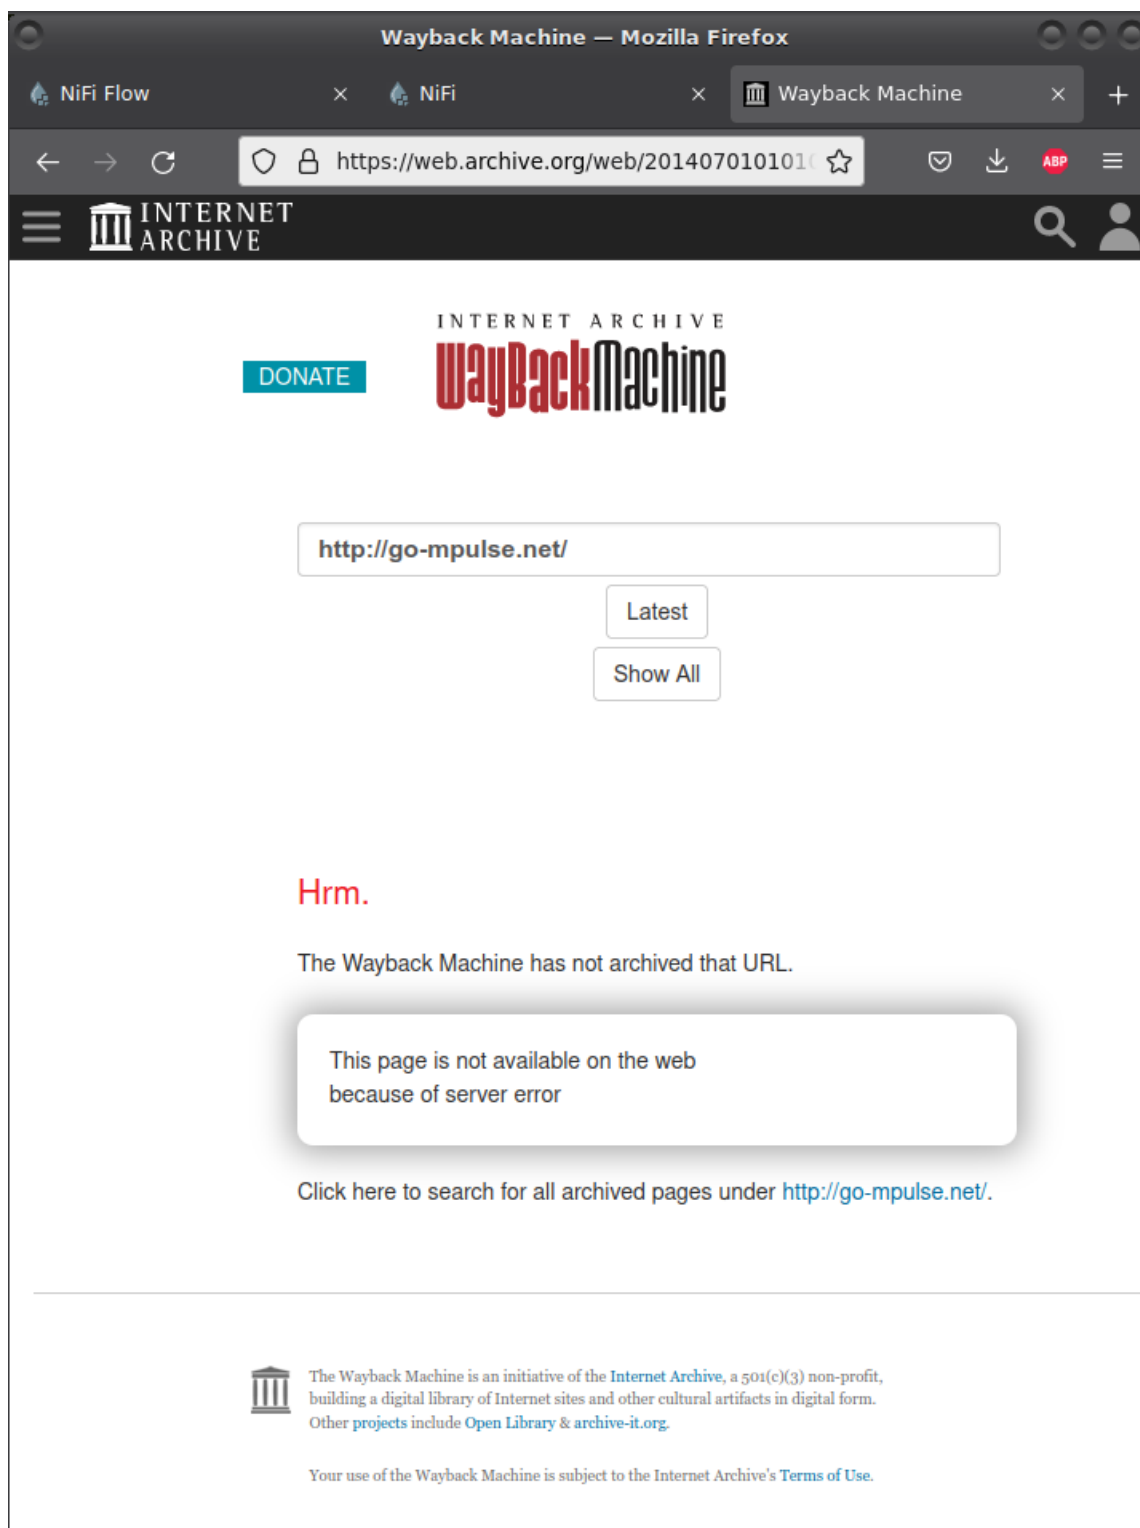 Wayback Machine — Mozilla Firefox
NiFi Flow
NiFi
Wayback Machine
https://web.archive.org/web/201407010101
ABP
INTERNET
ARCHIVE
INTERNET ARCHIVE
DONATE
WayBackMachine
http://go-mpulse.net/
Latest
Show All
Hrm.
The Wayback Machine has not archived that URL.
This page is not available on the web
because of server error
Click here to search for all archived pages under http://go-mpulse.net/.
The Wayback Machine is an initiative of the Internet Archive, a 501(c)(3) non-profit,
building a digital library of Internet sites and other cultural artifacts in digital form.
Other projects include Open Library & archive-it.org.
Your use of the Wayback Machine is subject to the Internet Archive's Terms of Use.